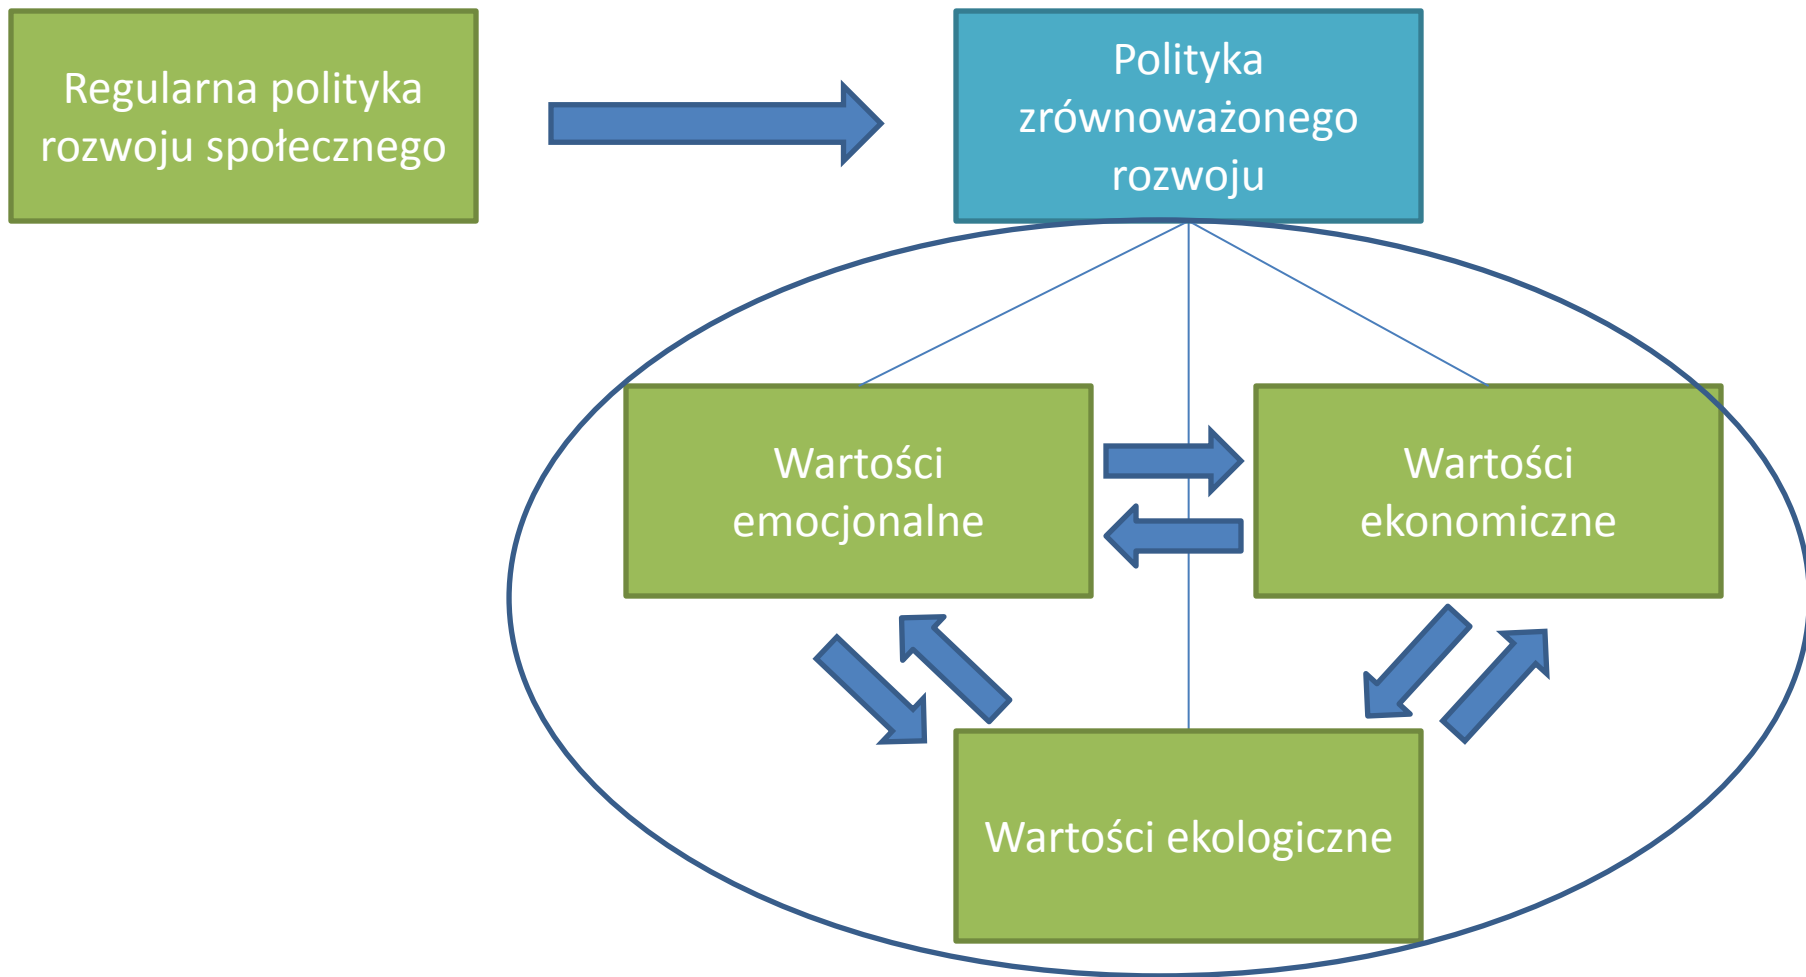 Regularna polityka
rozwoju społecznego
Polityka
zrównoważonego
rozwoju
Wartości
emocjonalne
Wartości
ekonomiczne
Wartości ekologiczne